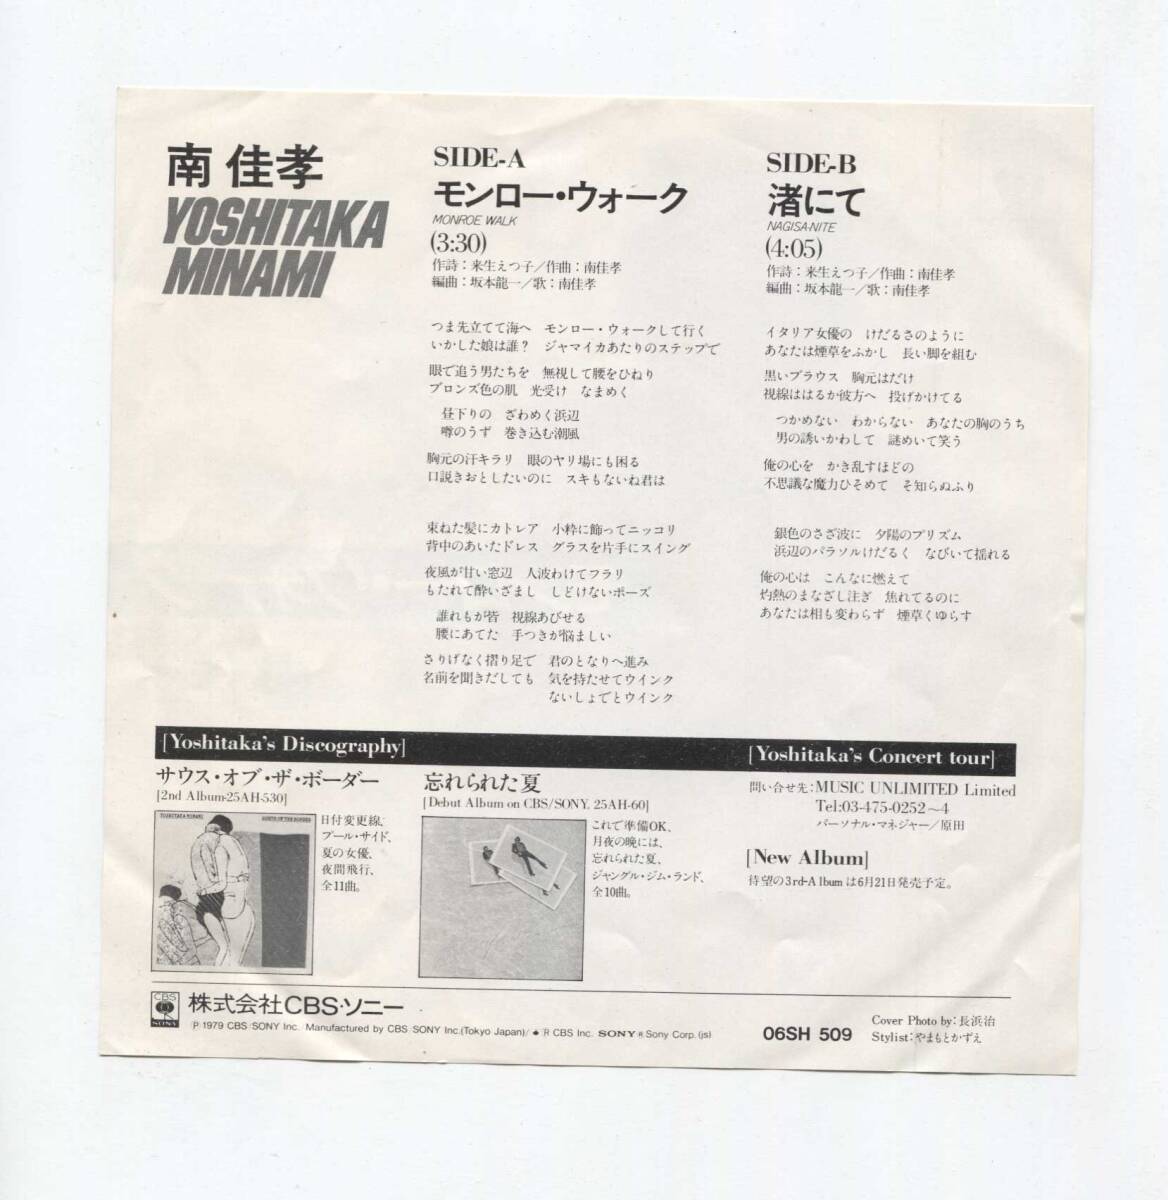 南 佳孝
YOSHITAKA
MINAMI
SIDE-A
モンロー・ウォーク
MONROE WALK
(3:30)
作詩：来生えつ子／作曲：南佳孝
編曲：坂本龍一／歌：南佳孝
つま先立てて海へ　モンロー・ウォークして行く
いかした娘は誰？　ジャマイカあたりのステップで
眼で追う男たちを　無視して腰をひねり
ブロンズ色の肌　光受け　なまめく
昼下りの　ざわめく浜辺
噂のうず　巻き込む潮風
胸元の汗キラリ　眼のヤリ場にも困る
口説きおとしたいのに　スキもないね君は
束ねた髪にカトレア　小粋に飾ってニッコリ
背中のあいたドレス　グラスを片手にスイング
夜風が甘い窓辺　人波わけてフラリ
もたれて酔いざまし　しどけないポーズ
誰れもが皆　視線あびせる
腰にあてた　手つきが悩ましい
さりげなく摺り足で　君のとなりへ進み
名前を聞きだしても　気を持たせてウインク
ないしょでとウインク
SIDE-B
渚にて
NAGISA-NITE
(4:05)
作詩：来生えつ子／作曲：南佳孝
編曲：坂本龍一／歌：南佳孝
イタリア女優の　けだるさのように
あなたは煙草をふかし　長い脚を組む
黒いブラウス　胸元はだけ
視線ははるか彼方へ　投げかけてる
つかめない　わからない　あなたの胸のうち
男の誘いかわして　謎めいて笑う
俺の心を　かき乱すほどの
不思議な魔力ひそめて　そ知らぬふり
銀色のさざ波に　夕陽のプリズム
浜辺のパラソルけだるく　なびいて揺れる
俺の心は　こんなに燃えて
灼熱のまなざし注ぎ　焦れてるのに
あなたは相も変わらず　煙草くゆらす
[Yoshitaka's Discography]
サウス・オブ・ザ・ボーダー
[2nd Album-25AH-530]
YOSHITAKA MINAMI
SOUTH OF THE BORDER
日付変更線、
プール・サイド、
夏の女優、
夜間飛行、
全11曲。
忘れられた夏
[Debut Album on CBS/SONY. 25AH-60]
これで準備OK、
月夜の晩には、
忘れられた夏、
ジャングル・ジム・ランド、
全10曲。
[Yoshitaka's Concert tour]
問い合せ先：MUSIC UNLIMITED Limited
Tel:03-475-0252～4
パーソナル・マネジャー／原田
[New Album]
待望の3rd-Albumは6月21日発売予定。
CBS
SONY
株式会社CBS・ソニー
Ⓟ 1979 CBS/SONY Inc. Manufactured by CBS/SONY Inc.(Tokyo Japan)/ ® CBS Inc. SONY ® Sony Corp. (js)
06SH 509
Cover Photo by：長浜治
Stylist：やまもとかずえ